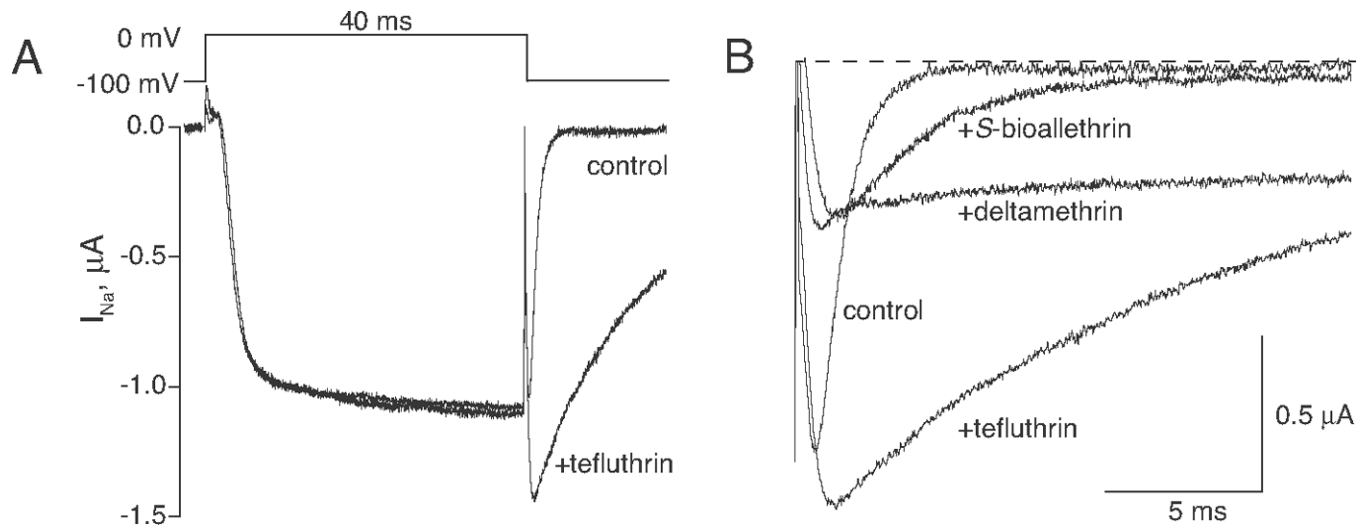 A
40 ms
0 mV
-100 mV
0.0
-0.5
-1.0
-1.5
I_Na, µA
control
+tefluthrin
B
+S-bioallethrin
+deltamethrin
control
+tefluthrin
0.5 µA
5 ms